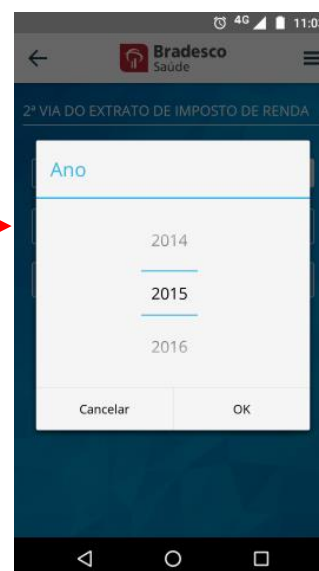 4G 11:0
Bradesco
Saúde
2ª VIA DO EXTRATO DE IMPOSTO DE RENDA
Ano
2014
2015
2016
Cancelar OK